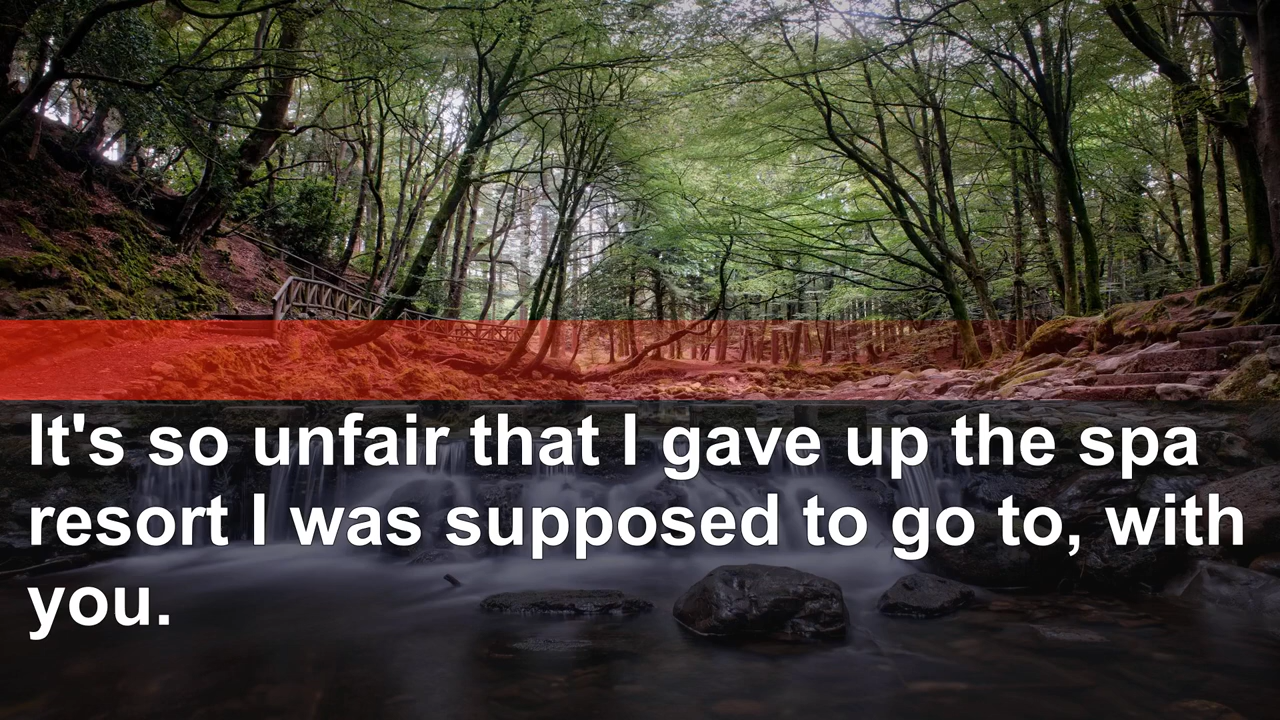 It's so unfair that I gave up the spa
resort I was supposed to go to, with
you.